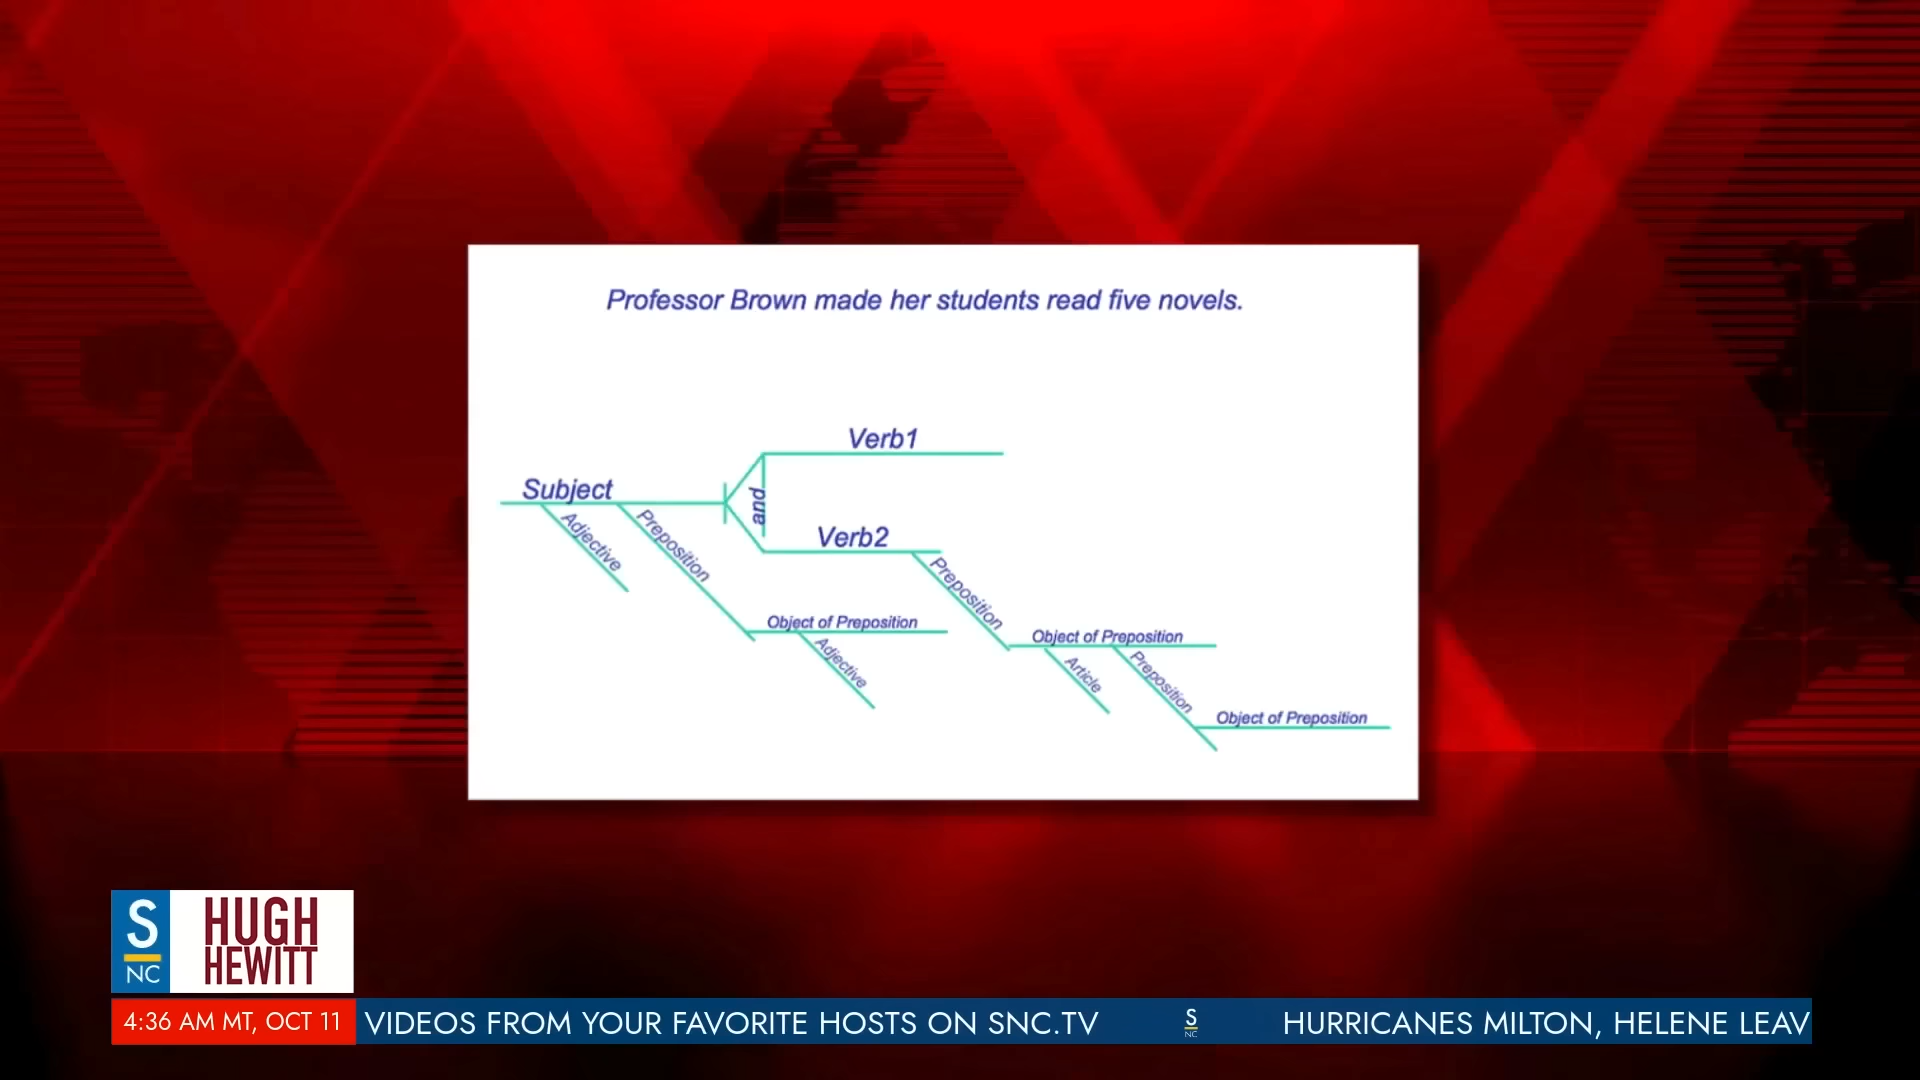 Professor Brown made her students read five novels.
Verb1
Subject
and
Adjective
Preposition
Verb2
Preposition
Object of Preposition
Adjective
Object of Preposition
Article
Preposition
Object of Preposition
S
NC
HUGH
HEWITT
4:36 AM MT, OCT 11
VIDEOS FROM YOUR FAVORITE HOSTS ON SNC.TV S NC HURRICANES MILTON, HELENE LEAV